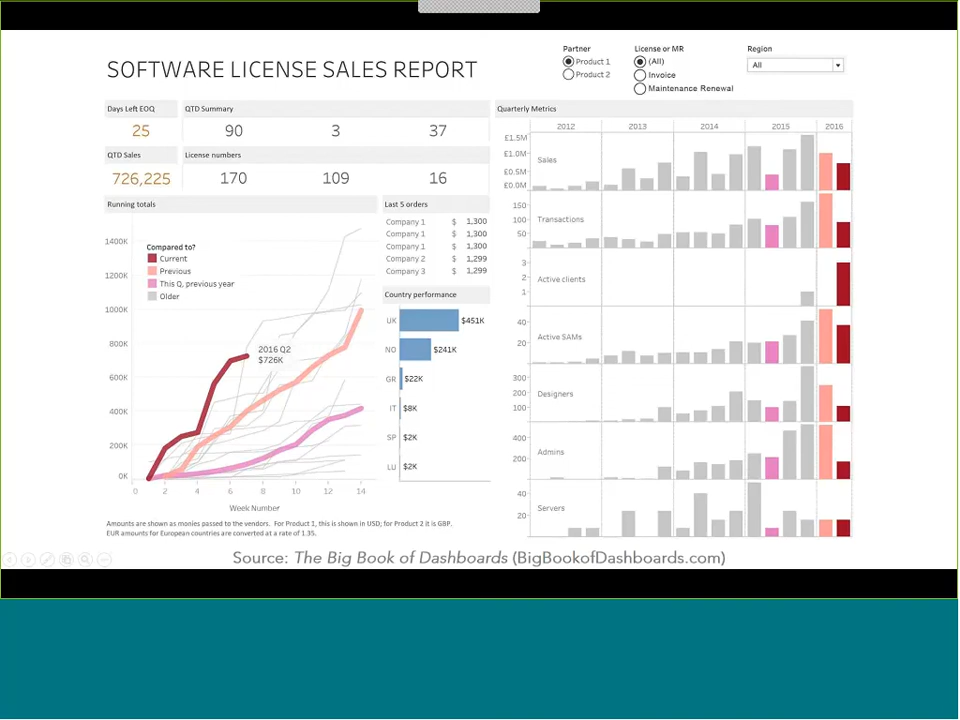 SOFTWARE LICENSE SALES REPORT
Partner
Product 1
Product 2
License or MR
(All)
Invoice
Maintenance Renewal
Region
All
Days Left EOQ
25
QTD Summary
90 3 37
QTD Sales
726,225
License numbers
170 109 16
Running totals
1400K
1200K
1000K
800K
600K
400K
200K
0K
Compared to?
Current
Previous
This Q, previous year
Older
2016 Q2
$726K
0 2 4 6 8 10 12 14
Week Number
Last 5 orders
Company 1 $ 1,300
Company 1 $ 1,300
Company 1 $ 1,300
Company 2 $ 1,299
Company 3 $ 1,299
Country performance
UK $451K
NO $241K
GR $22K
IT $8K
SP $2K
LU $2K
Quarterly Metrics
2012 2013 2014 2015 2016
£1.5M
£1.0M
£0.5M
£0.0M
Sales
150
100
50
Transactions
3
2
1
Active clients
40
20
Active SAMs
300
200
100
Designers
400
200
Admins
40
20
Servers
Amounts are shown as monies passed to the vendors. For Product 1, this is shown in USD; for Product 2 it is GBP.
EUR amounts for European countries are converted at a rate of 1.35.
Source: The Big Book of Dashboards (BigBookofDashboards.com)